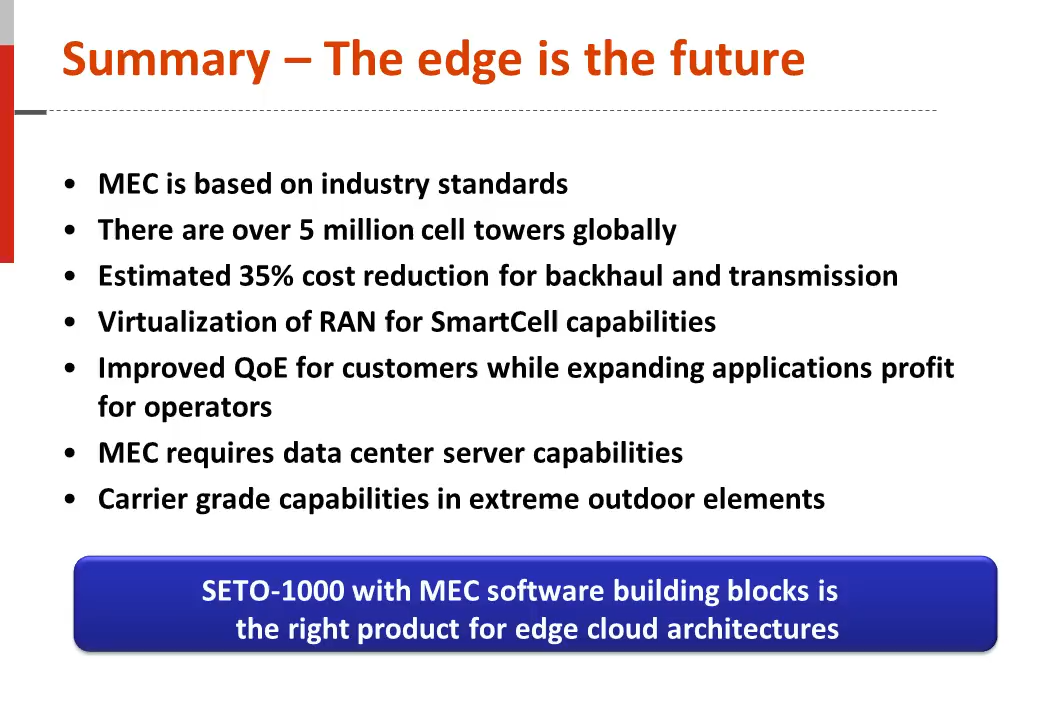 Summary – The edge is the future
• MEC is based on industry standards
• There are over 5 million cell towers globally
• Estimated 35% cost reduction for backhaul and transmission
• Virtualization of RAN for SmartCell capabilities
• Improved QoE for customers while expanding applications profit
for operators
• MEC requires data center server capabilities
• Carrier grade capabilities in extreme outdoor elements
SETO-1000 with MEC software building blocks is
the right product for edge cloud architectures